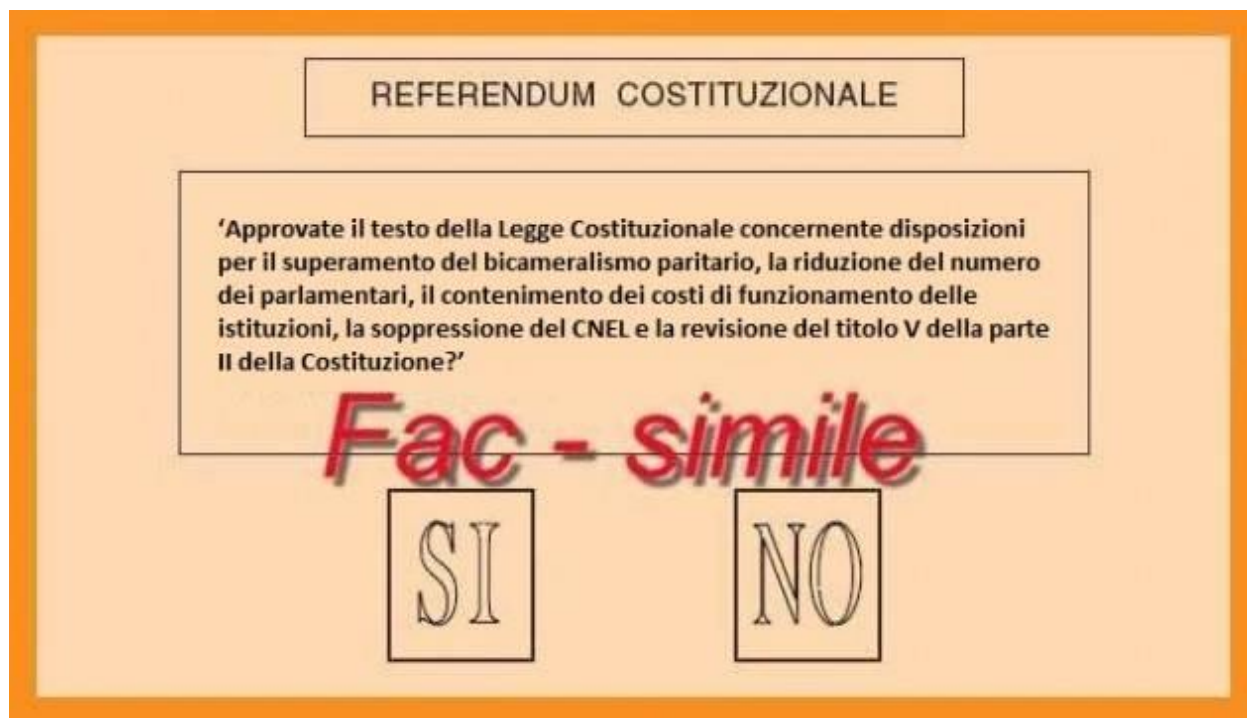 REFERENDUM COSTITUZIONALE
‘Approvate il testo della Legge Costituzionale concernente disposizioni
per il superamento del bicameralismo paritario, la riduzione del numero
dei parlamentari, il contenimento dei costi di funzionamento delle
istituzioni, la soppressione del CNEL e la revisione del titolo V della parte
II della Costituzione?’
Fac - simile
SI NO